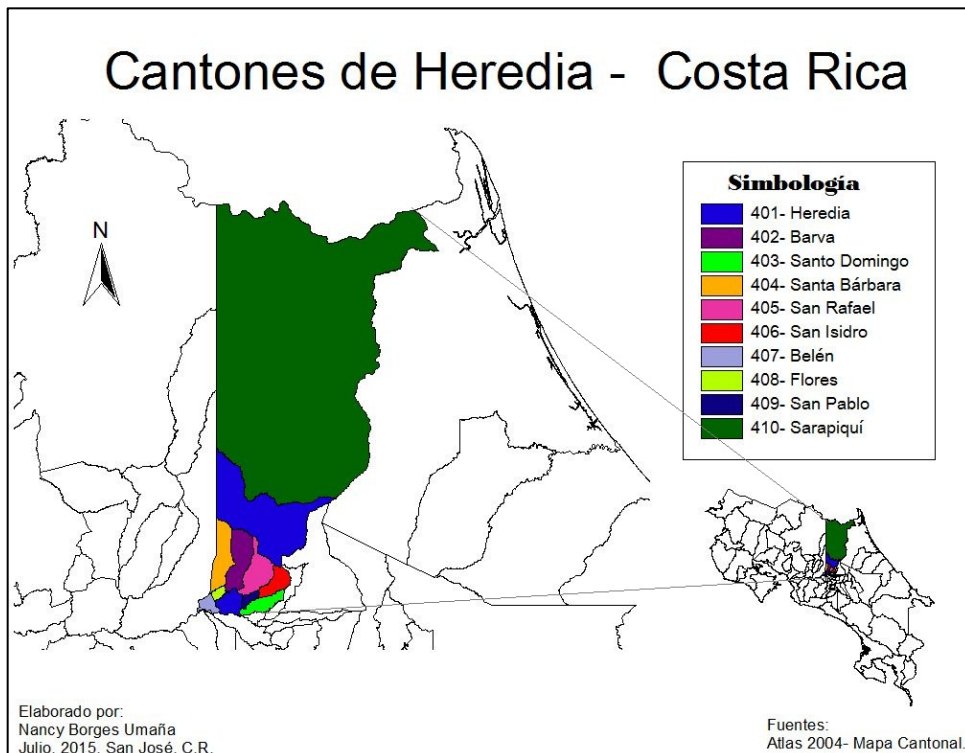 Cantones de Heredia - Costa Rica
N
Simbología
401- Heredia
402- Barva
403- Santo Domingo
404- Santa Bárbara
405- San Rafael
406- San Isidro
407- Belén
408- Flores
409- San Pablo
410- Sarapiquí
Elaborado por:
Nancy Borges Umaña
Julio, 2015. San José, C.R.
Fuentes:
Atlas 2004- Mapa Cantonal.